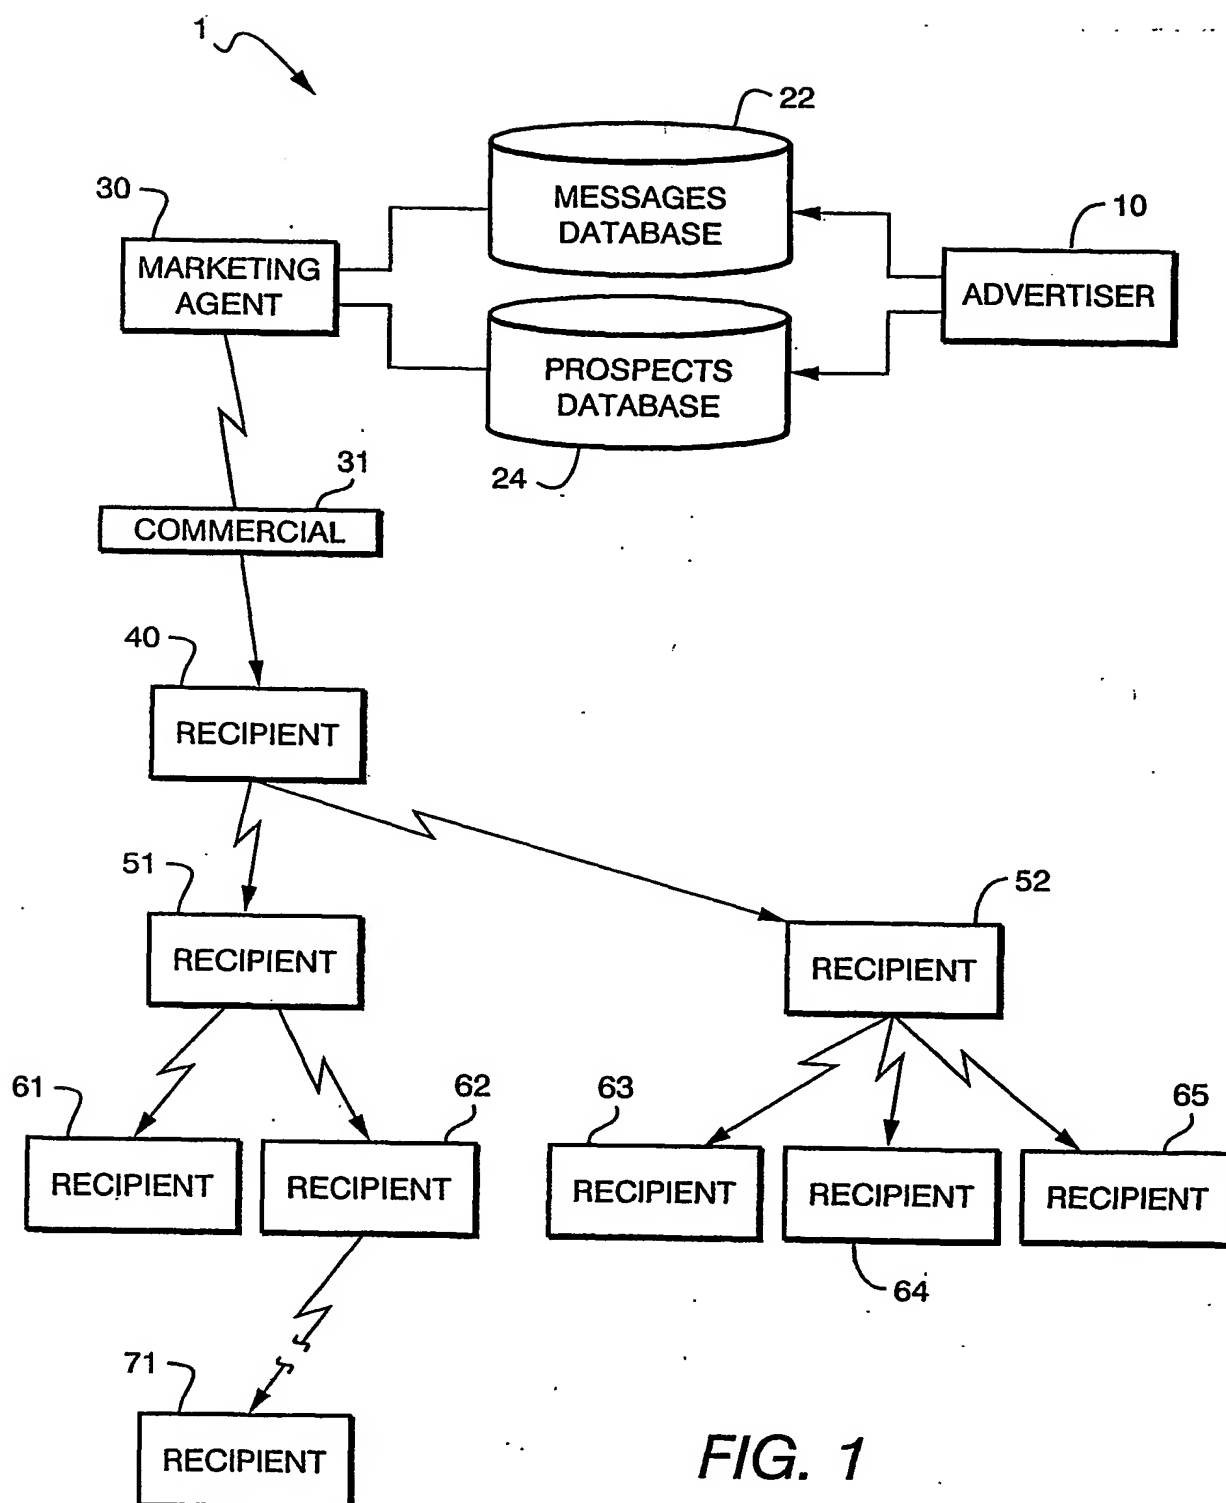 1
22
30
MESSAGES
DATABASE
10
MARKETING
AGENT
ADVERTISER
PROSPECTS
DATABASE
31
24
COMMERCIAL
40
RECIPIENT
51
52
RECIPIENT
RECIPIENT
61
62
63
65
RECIPIENT
RECIPIENT
RECIPIENT
RECIPIENT
RECIPIENT
64
71
RECIPIENT
FIG. 1